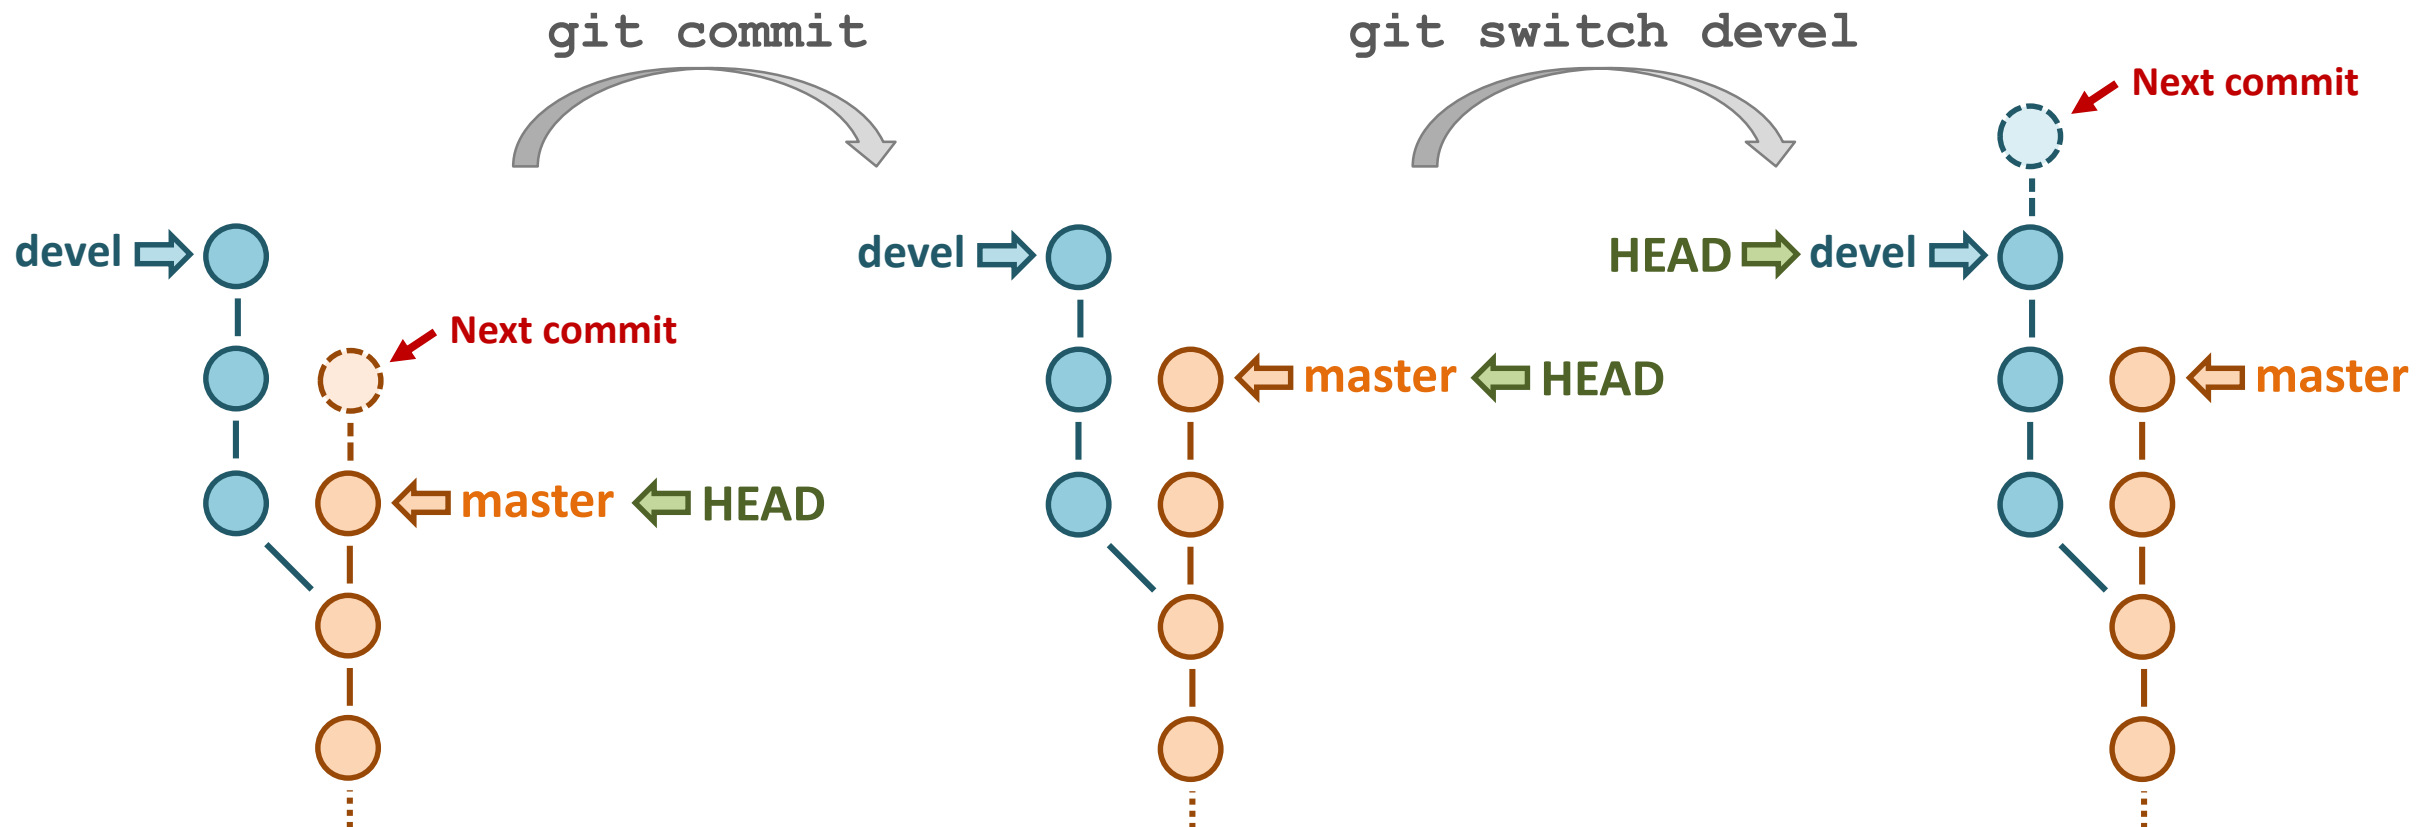 git commit
git switch devel
Next commit
devel
devel
HEAD
devel
Next commit
master
HEAD
master
master
HEAD